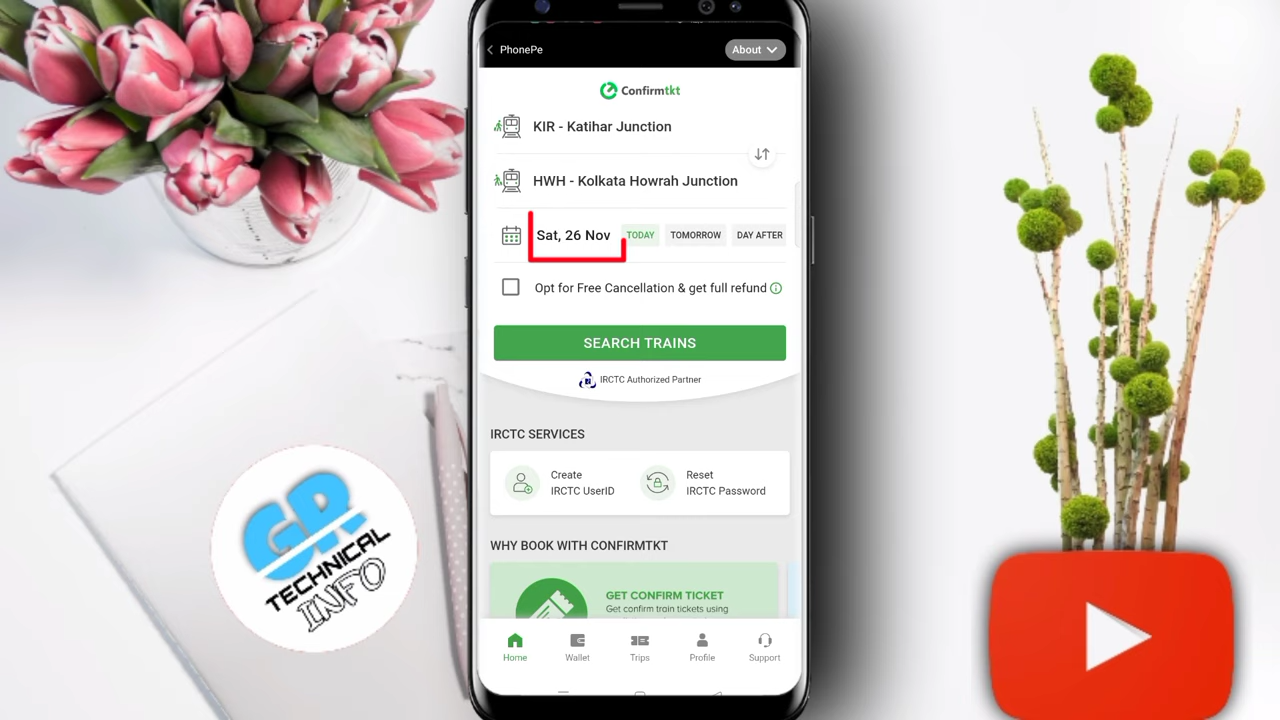 PhonePe
About
Confirmtkt
KIR - Katihar Junction
HWH - Kolkata Howrah Junction
Sat, 26 Nov
TODAY
TOMORROW
DAY AFTER
Opt for Free Cancellation & get full refund
SEARCH TRAINS
IRCTC Authorized Partner
IRCTC SERVICES
Create
IRCTC UserID
Reset
IRCTC Password
WHY BOOK WITH CONFIRMTKT
GET CONFIRM TICKET
Get confirm train tickets using
Home
Wallet
Trips
Profile
Support
GR
TECHNICAL
INFO